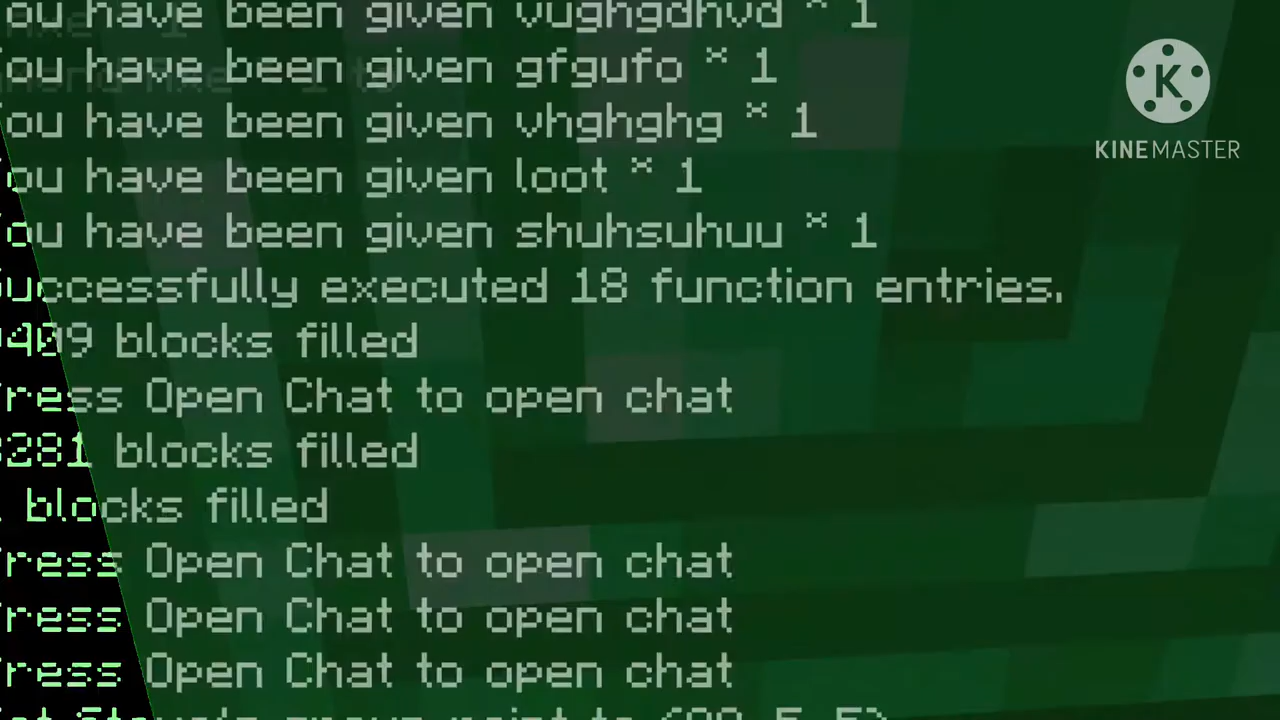 ou have been given vughgdhvd * 1
You have been given gfgufo * 1
You have been given vhghghg * 1
You have been given loot * 1
You have been given shuhsuhuu * 1
Successfully executed 18 function entries.
409 blocks filled
Press Open Chat to open chat
281 blocks filled
blocks filled
Press Open Chat to open chat
Press Open Chat to open chat
Press Open Chat to open chat
K
KINEMASTER